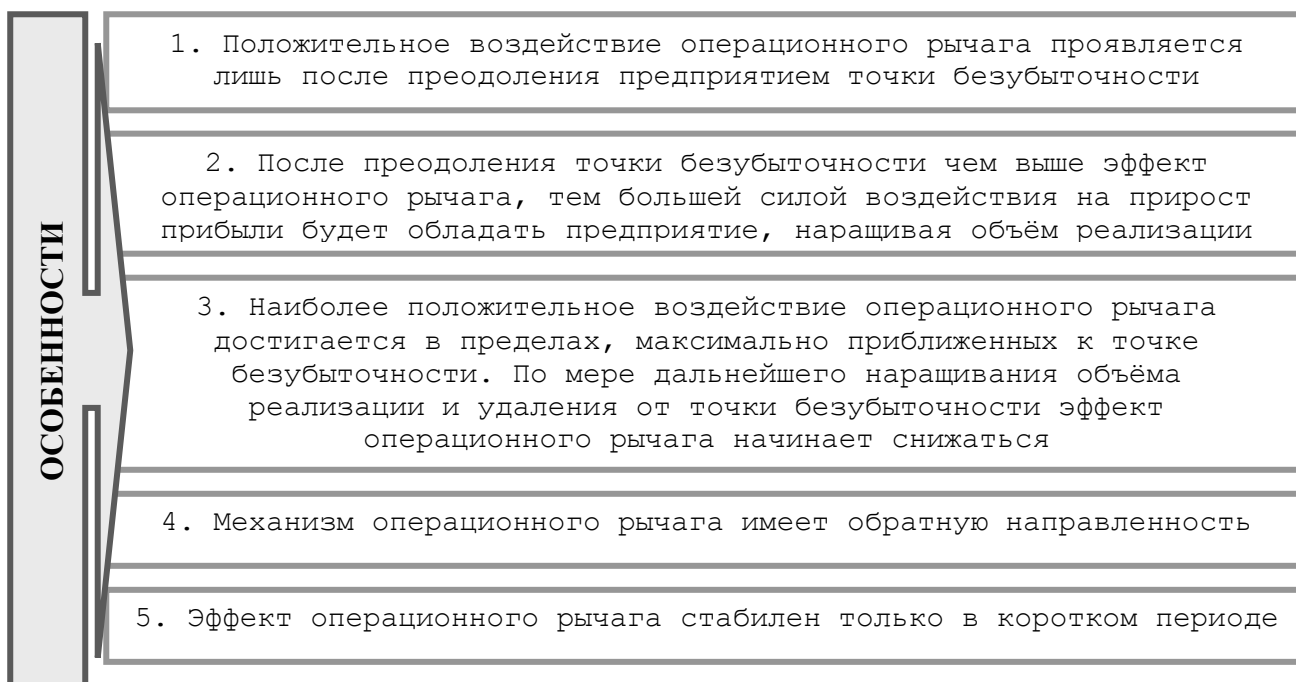 ОСОБЕННОСТИ
1. Положительное воздействие операционного рычага проявляется
лишь после преодоления предприятием точки безубыточности
2. После преодоления точки безубыточности чем выше эффект
операционного рычага, тем большей силой воздействия на прирост
прибыли будет обладать предприятие, наращивая объём реализации
3. Наиболее положительное воздействие операционного рычага
достигается в пределах, максимально приближенных к точке
безубыточности. По мере дальнейшего наращивания объёма
реализации и удаления от точки безубыточности эффект
операционного рычага начинает снижаться
4. Механизм операционного рычага имеет обратную направленность
5. Эффект операционного рычага стабилен только в коротком периоде